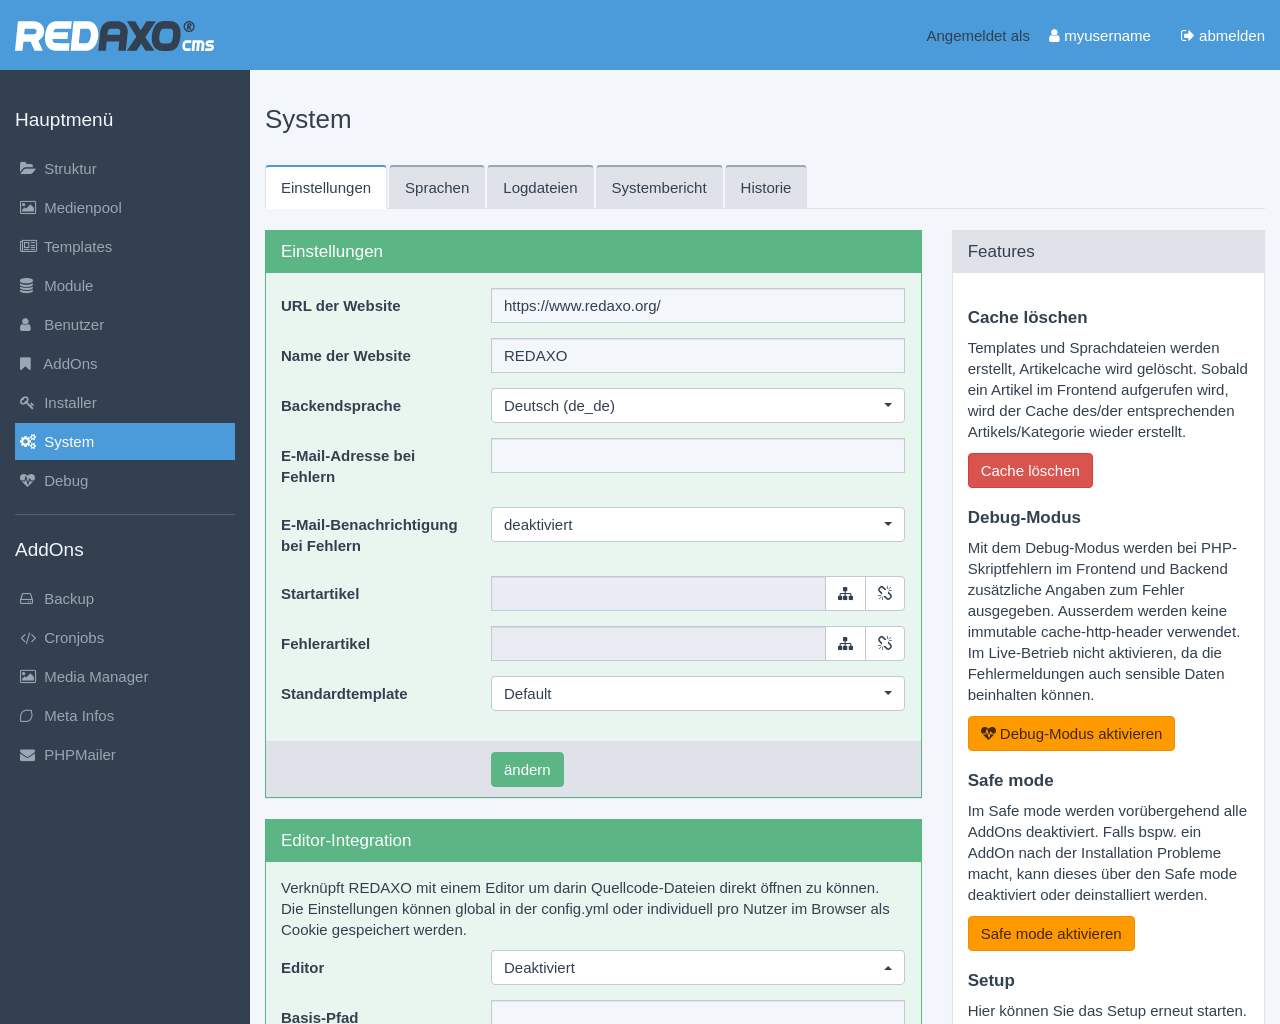 REDAXO® cms
Angemeldet als myusername abmelden
Hauptmenü
Struktur
Medienpool
Templates
Module
Benutzer
AddOns
Installer
System
Debug
AddOns
Backup
Cronjobs
Media Manager
Meta Infos
PHPMailer
System
Einstellungen Sprachen Logdateien Systembericht Historie
Einstellungen
URL der Website https://www.redaxo.org/
Name der Website REDAXO
Backendsprache Deutsch (de_de)
E-Mail-Adresse bei
Fehlern
E-Mail-Benachrichtigung deaktiviert
bei Fehlern
Startartikel
Fehlerartikel
Standardtemplate Default
ändern
Editor-Integration
Verknüpft REDAXO mit einem Editor um darin Quellcode-Dateien direkt öffnen zu können.
Die Einstellungen können global in der config.yml oder individuell pro Nutzer im Browser als
Cookie gespeichert werden.
Editor Deaktiviert
Basis-Pfad
Features
Cache löschen
Templates und Sprachdateien werden
erstellt, Artikelcache wird gelöscht. Sobald
ein Artikel im Frontend aufgerufen wird,
wird der Cache des/der entsprechenden
Artikels/Kategorie wieder erstellt.
Cache löschen
Debug-Modus
Mit dem Debug-Modus werden bei PHP-
Skriptfehlern im Frontend und Backend
zusätzliche Angaben zum Fehler
ausgegeben. Ausserdem werden keine
immutable cache-http-header verwendet.
Im Live-Betrieb nicht aktivieren, da die
Fehlermeldungen auch sensible Daten
beinhalten können.
Debug-Modus aktivieren
Safe mode
Im Safe mode werden vorübergehend alle
AddOns deaktiviert. Falls bspw. ein
AddOn nach der Installation Probleme
macht, kann dieses über den Safe mode
deaktiviert oder deinstalliert werden.
Safe mode aktivieren
Setup
Hier können Sie das Setup erneut starten.